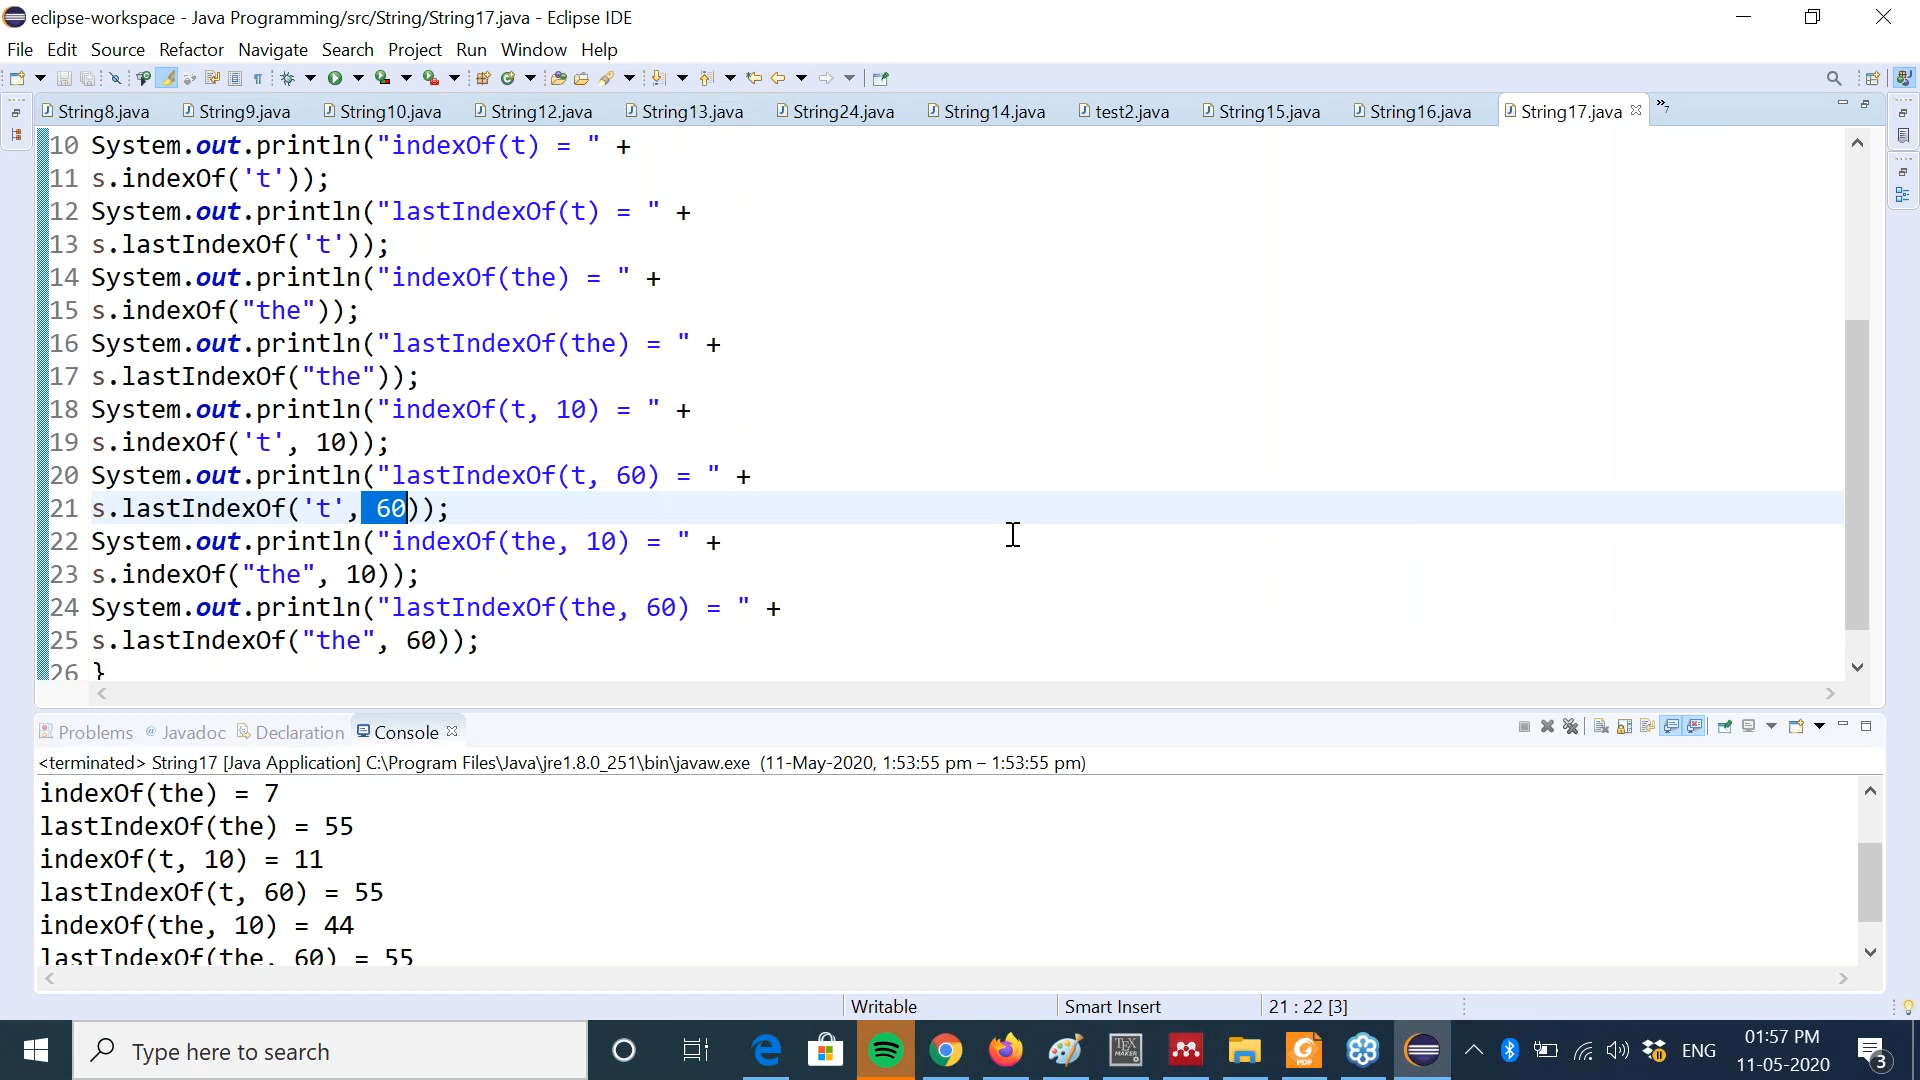 eclipse-workspace - Java Programming/src/String/String17.java - Eclipse IDE
File Edit Source Refactor Navigate Search Project Run Window Help
String8.java String9.java String10.java String12.java String13.java String24.java String14.java test2.java String15.java String16.java String17.java »7
10 System.out.println("indexOf(t) = " +
11 s.indexOf('t'));
12 System.out.println("lastIndexOf(t) = " +
13 s.lastIndexOf('t'));
14 System.out.println("indexOf(the) = " +
15 s.indexOf("the"));
16 System.out.println("lastIndexOf(the) = " +
17 s.lastIndexOf("the"));
18 System.out.println("indexOf(t, 10) = " +
19 s.indexOf('t', 10));
20 System.out.println("lastIndexOf(t, 60) = " +
21 s.lastIndexOf('t', 60));
22 System.out.println("indexOf(the, 10) = " +
23 s.indexOf("the", 10));
24 System.out.println("lastIndexOf(the, 60) = " +
25 s.lastIndexOf("the", 60));
26 }
Problems @ Javadoc Declaration Console
<terminated> String17 [Java Application] C:\Program Files\Java\jre1.8.0_251\bin\javaw.exe (11-May-2020, 1:53:55 pm – 1:53:55 pm)
indexOf(the) = 7
lastIndexOf(the) = 55
indexOf(t, 10) = 11
lastIndexOf(t, 60) = 55
indexOf(the, 10) = 44
lastIndexOf(the, 60) = 55
Writable Smart Insert 21 : 22 [3]
Type here to search
TEX MAKER
PDF
ENG
01:57 PM
11-05-2020
3